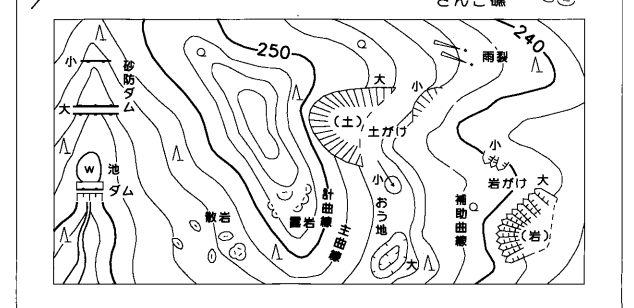 さんご礁
250
240
雨裂
小
砂防ダム
大
大
小
(土)
土がけ
小
池
W
ダム
小
おう地
岩がけ
大
計曲線
主曲線
補助曲線
散岩
露岩
大
(岩)